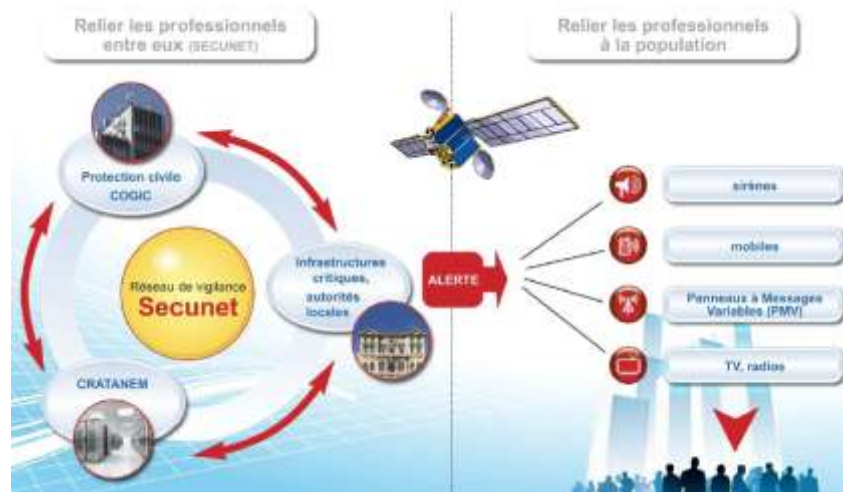 Relier les professionnels
entre eux (SECUNET)
Relier les professionnels
à la population
Protection civile
COGIC
Réseau de vigilance
Secunet
Infrastructures
critiques,
autorités
locales
CRATANEM
ALERTE
sirènes
mobiles
Panneaux à Messages
Variables (PMV)
TV, radios